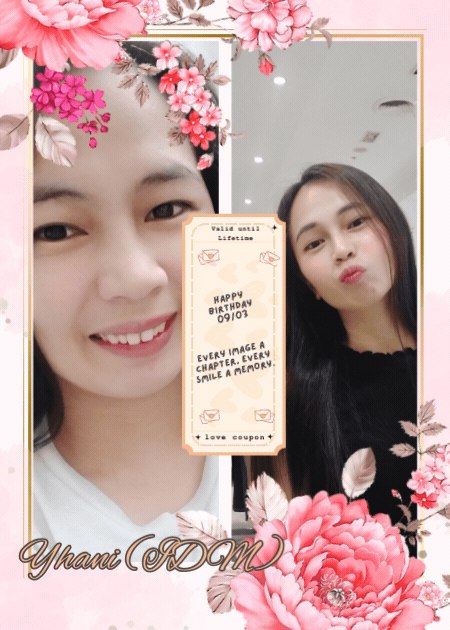 Valid until
Lifetime
HAPPY
BIRTHDAY
09/03
EVERY IMAGE A
CHAPTER, EVERY
SMILE A MEMORY.
love coupon
Yhani (IDM)